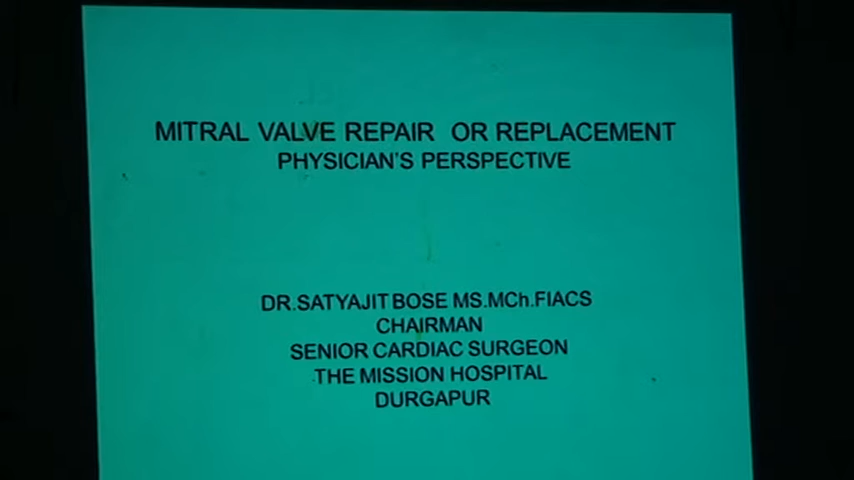 MITRAL VALVE REPAIR OR REPLACEMENT
PHYSICIAN'S PERSPECTIVE
DR.SATYAJIT BOSE MS.MCh.FIACS
CHAIRMAN
SENIOR CARDIAC SURGEON
THE MISSION HOSPITAL
DURGAPUR